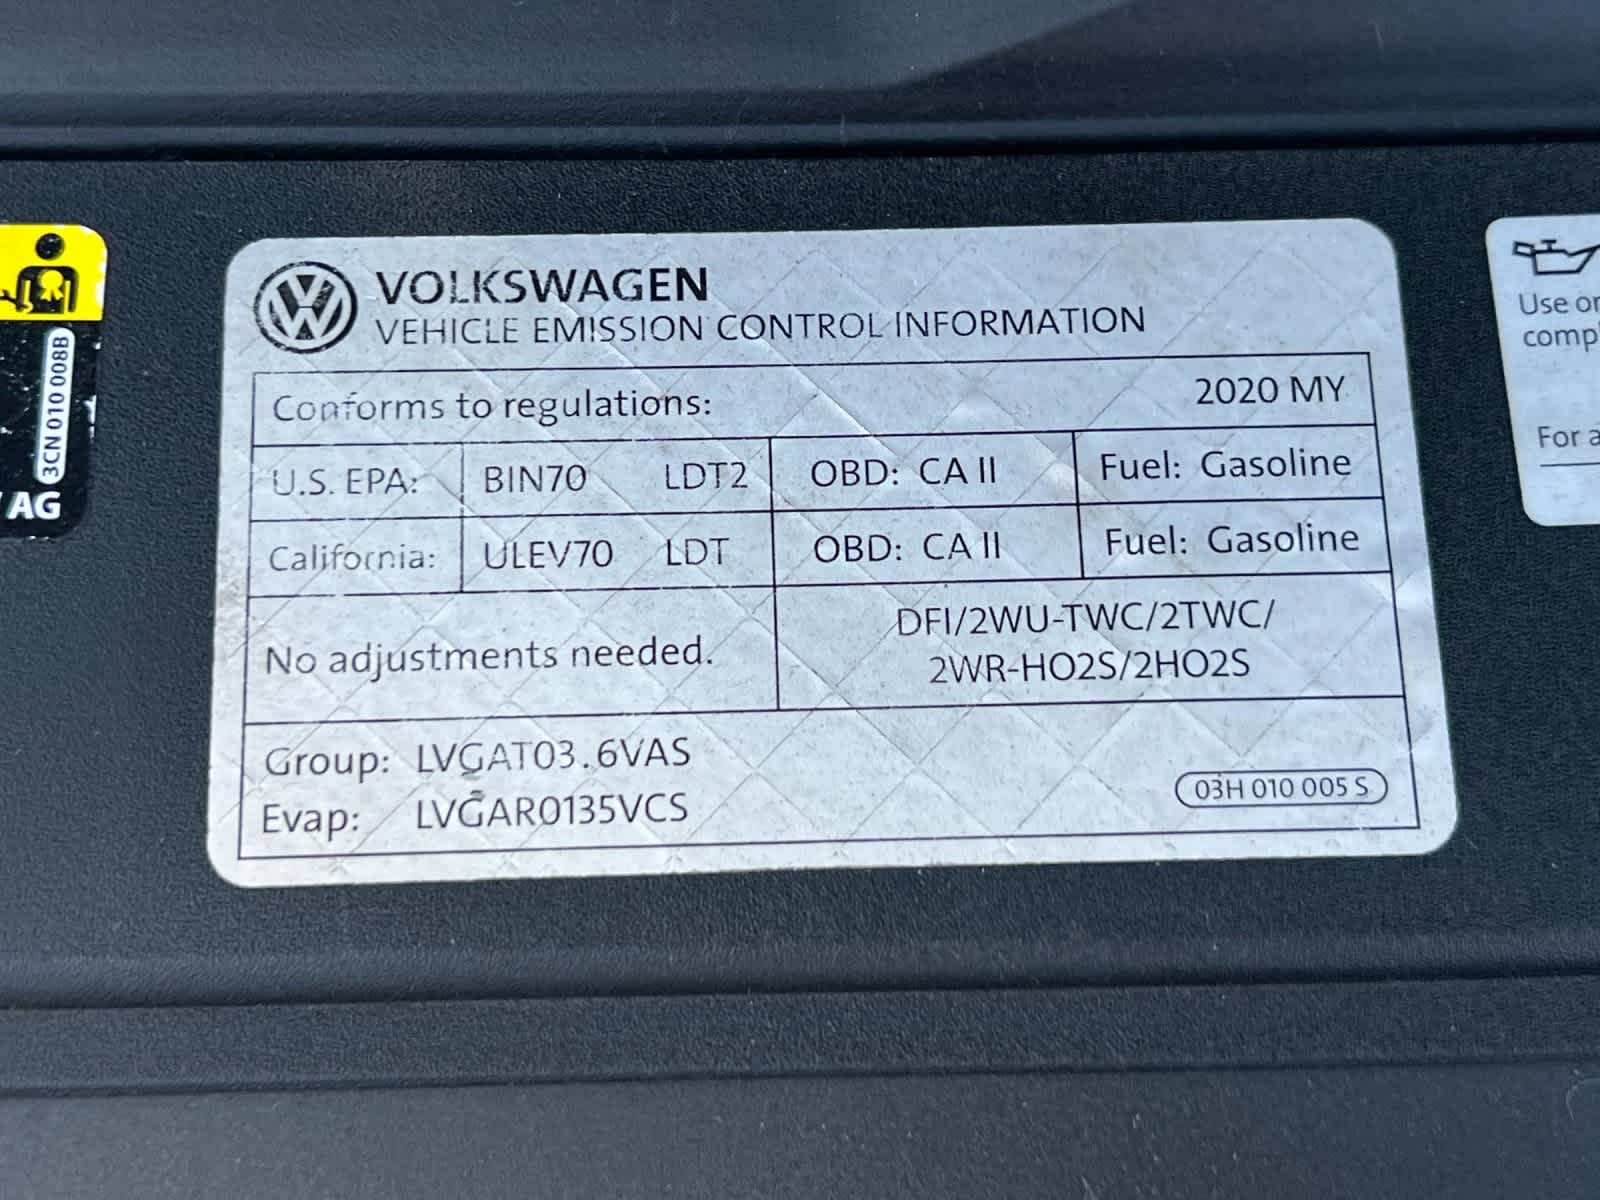 VOLKSWAGEN
VEHICLE EMISSION CONTROL INFORMATION
Conforms to regulations: 2020 MY
U.S. EPA: BIN70 LDT2 OBD: CA II Fuel: Gasoline
California: ULEV70 LDT OBD: CA II Fuel: Gasoline
No adjustments needed.
DFI/2WU-TWC/2TWC/
2WR-HO2S/2HO2S
Group: LVGAT03.6VAS
Evap: LVGAR0135VCS
03H 010 005 S
3CN 010 008B
AG
Use
For